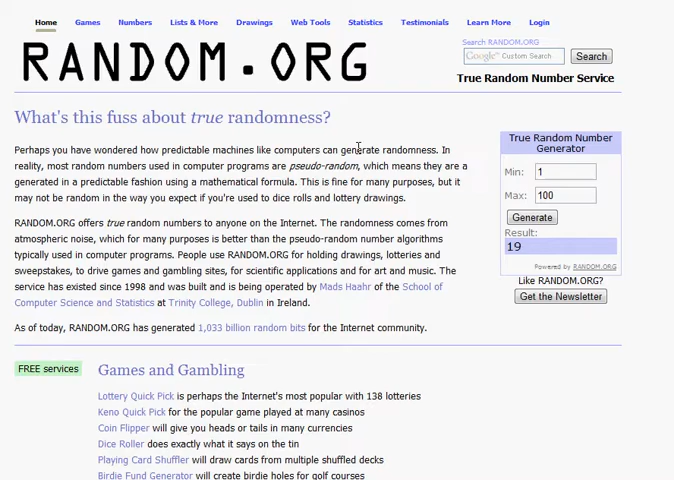 Home Games Numbers Lists & More Drawings Web Tools Statistics Testimonials Learn More Login
RANDOM.ORG
Search RANDOM.ORG
Google™ Custom Search
Search
True Random Number Service
What's this fuss about true randomness?
Perhaps you have wondered how predictable machines like computers can generate randomness. In
reality, most random numbers used in computer programs are pseudo-random, which means they are a
generated in a predictable fashion using a mathematical formula. This is fine for many purposes, but it
may not be random in the way you expect if you're used to dice rolls and lottery drawings.
RANDOM.ORG offers true random numbers to anyone on the Internet. The randomness comes from
atmospheric noise, which for many purposes is better than the pseudo-random number algorithms
typically used in computer programs. People use RANDOM.ORG for holding drawings, lotteries and
sweepstakes, to drive games and gambling sites, for scientific applications and for art and music. The
service has existed since 1998 and was built and is being operated by Mads Haahr of the School of
Computer Science and Statistics at Trinity College, Dublin in Ireland.
As of today, RANDOM.ORG has generated 1,033 billion random bits for the Internet community.
True Random Number
Generator
Min: 1
Max: 100
Generate
Result:
19
Powered by RANDOM.ORG
Like RANDOM.ORG?
Get the Newsletter
FREE services
Games and Gambling
Lottery Quick Pick is perhaps the Internet's most popular with 138 lotteries
Keno Quick Pick for the popular game played at many casinos
Coin Flipper will give you heads or tails in many currencies
Dice Roller does exactly what it says on the tin
Playing Card Shuffler will draw cards from multiple shuffled decks
Birdie Fund Generator will create birdie holes for golf courses